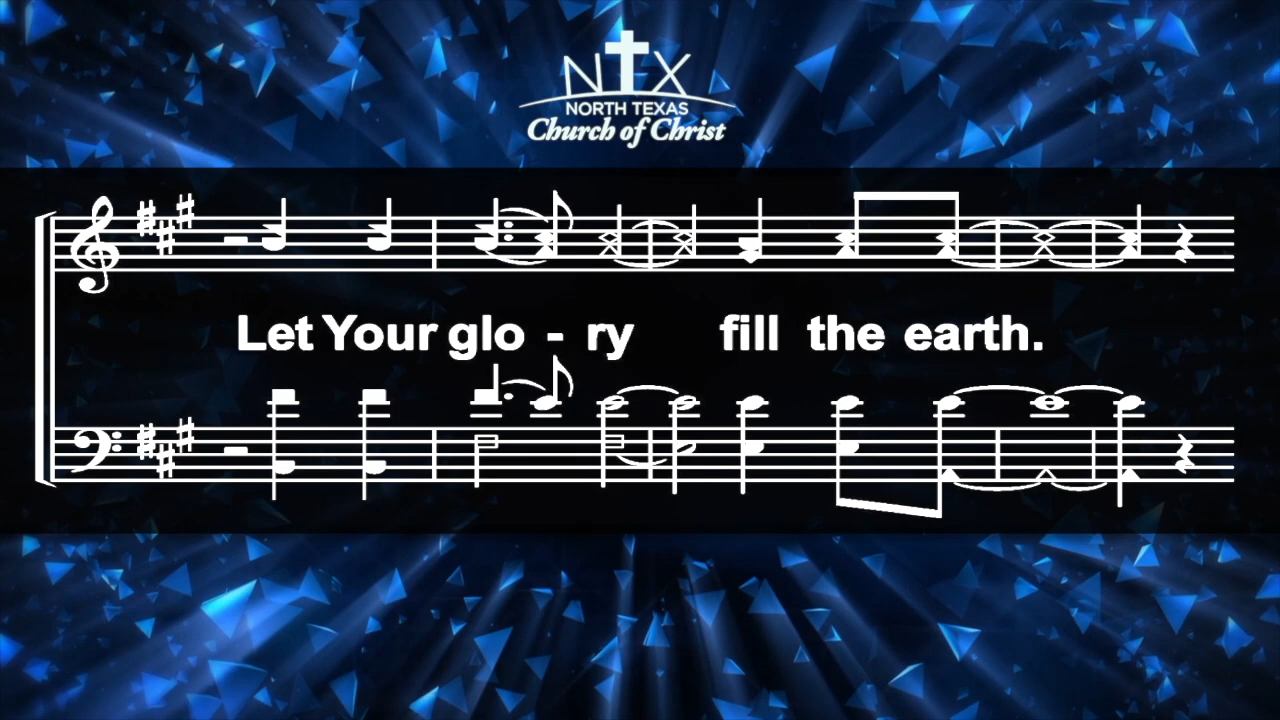 NTX
NORTH TEXAS
Church of Christ
Let Your glo - ry fill the earth.